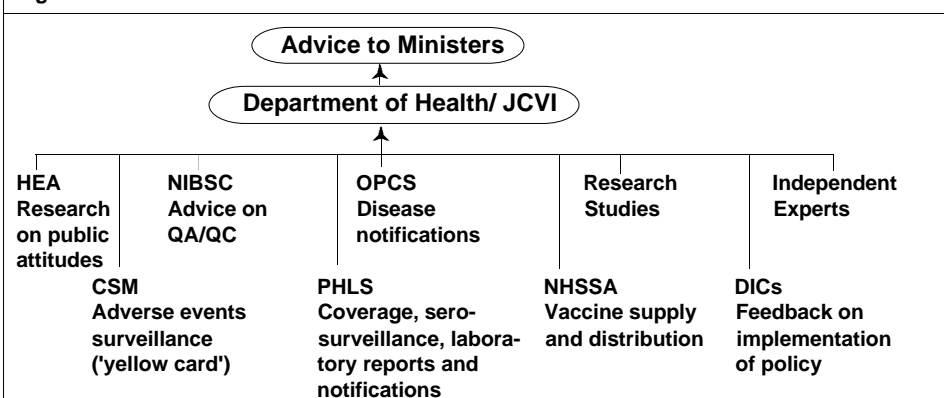 Advice to Ministers
Department of Health/ JCVI
HEA
Research
on public
attitudes
NIBSC
Advice on
QA/QC
OPCS
Disease
notifications
Research
Studies
Independent
Experts
CSM
Adverse events
surveillance
('yellow card')
PHLS
Coverage, sero-
surveillance, labora-
tory reports and
notifications
NHSSA
Vaccine supply
and distribution
DICs
Feedback on
implementation
of policy